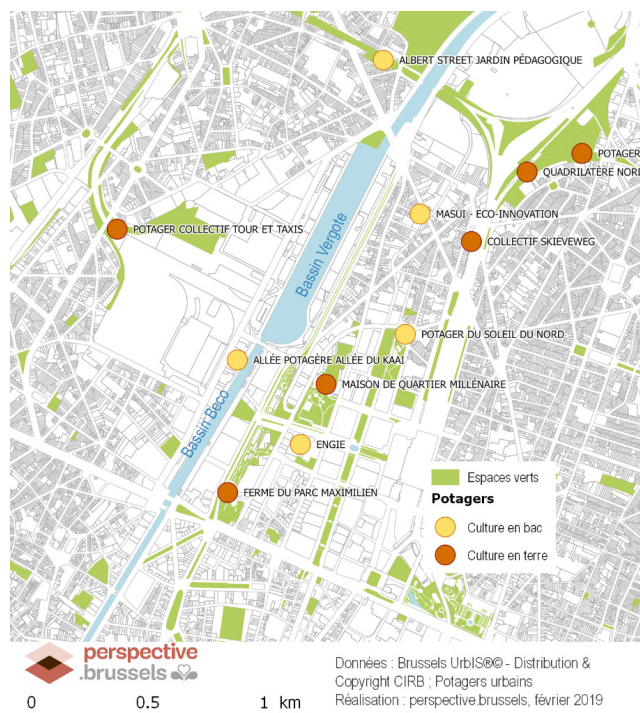 ALBERT STREET JARDIN PÉDAGOGIQUE
POTAGER
QUADRILATÈRE NORD
MASUI - ECO-INNOVATION
POTAGER COLLECTIF TOUR ET TAXIS
COLLECTIF SKIEVEWEG
Bassin Vergote
POTAGER DU SOLEIL DU NORD
ALLÉE POTAGÈRE ALLÉE DU KAAI
MAISON DE QUARTIER MILLÉNAIRE
Bassin Beco
ENGIE
FERME DU PARC MAXIMILIEN
Espaces verts
Potagers
Culture en bac
Culture en terre
perspective
.brussels
Données : Brussels UrbIS®© - Distribution &
Copyright CIRB ; Potagers urbains
Réalisation : perspective.brussels, février 2019
0 0.5 1 km